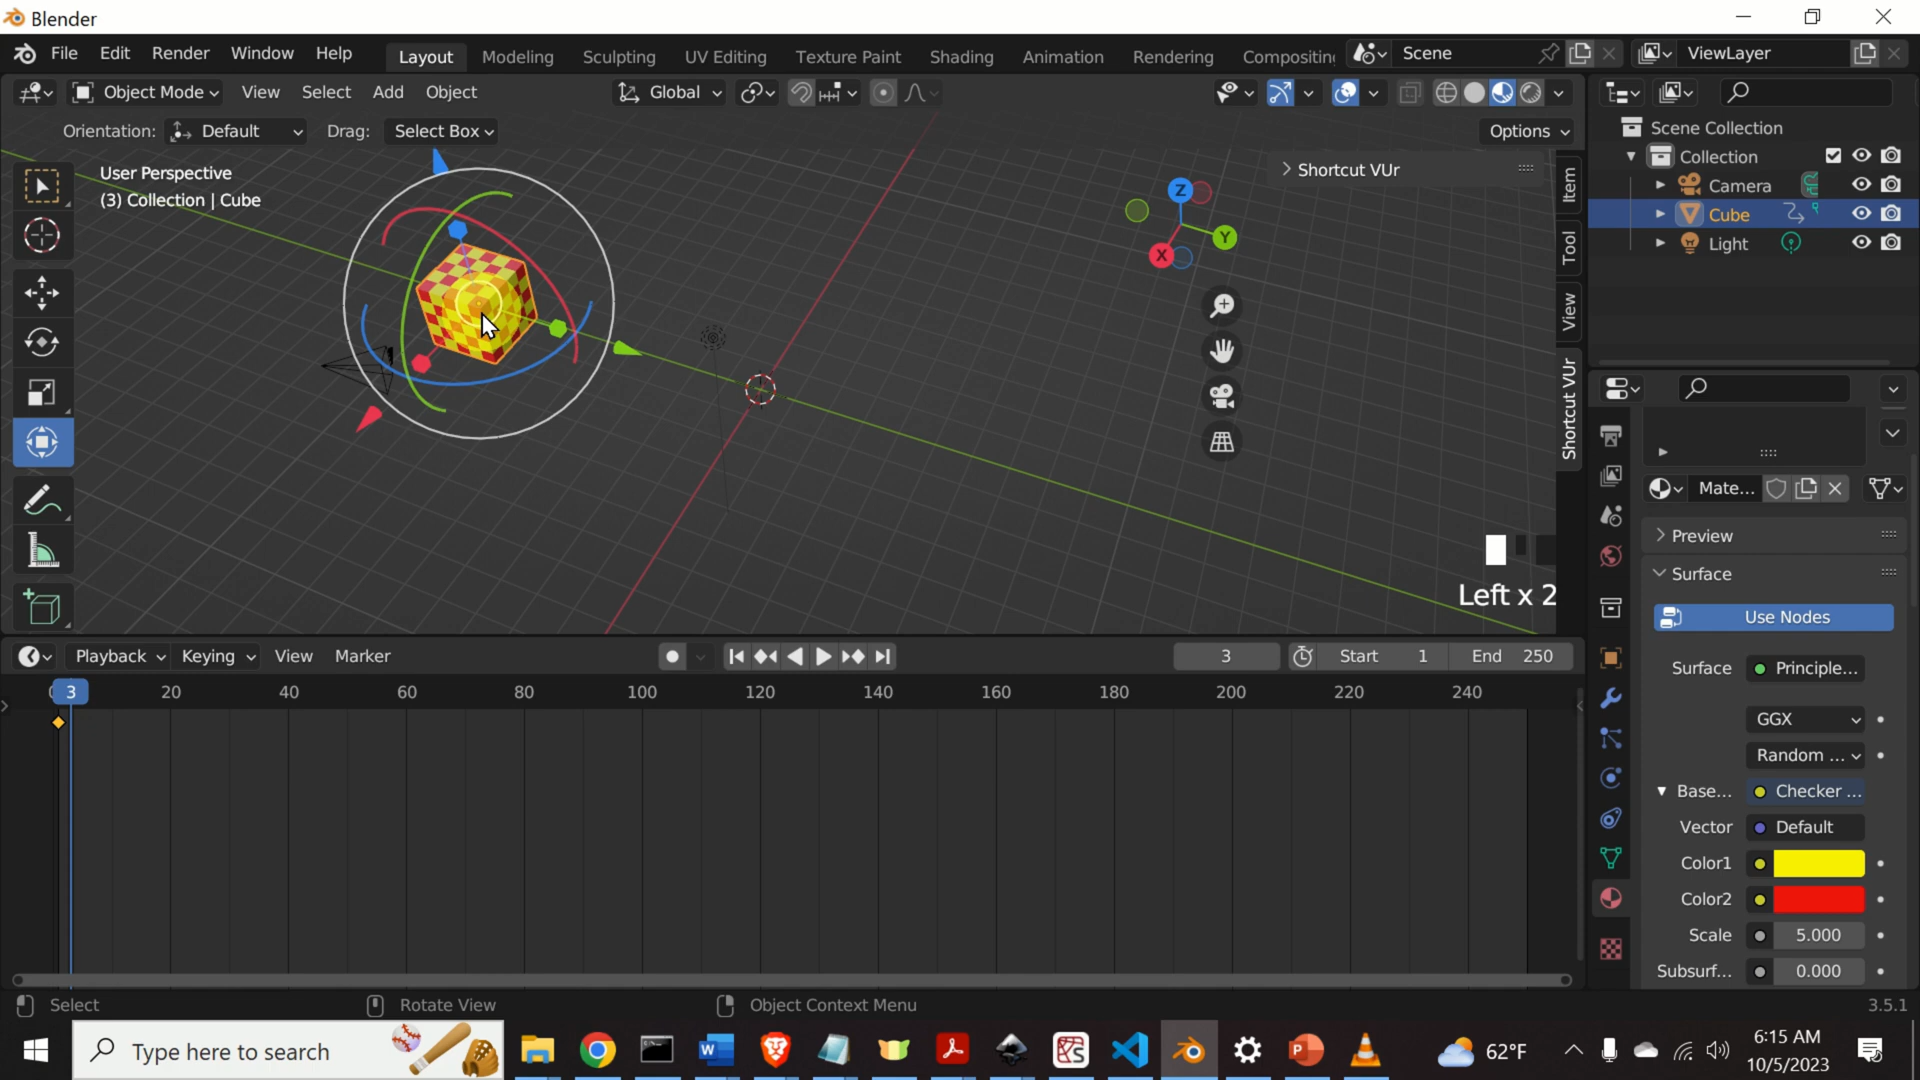 Blender
File Edit Render Window Help Layout Modeling Sculpting UV Editing Texture Paint Shading Animation Rendering Compositing Scene ViewLayer
Object Mode View Select Add Object Global
Orientation: Default Drag: Select Box Options
User Perspective
(3) Collection | Cube
Shortcut VUr
Z
Y
X
Item
Tool
View
Shortcut VUr
Left x 2
Scene Collection
Collection
Camera
Cube
Light
Mate...
Preview
Surface
Use Nodes
Surface Principle...
GGX
Random ...
Base... Checker ...
Vector Default
Color1
Color2
Scale 5.000
Subsurf... 0.000
Playback Keying View Marker 3 Start 1 End 250
3 20 40 60 80 100 120 140 160 180 200 220 240
Select Rotate View Object Context Menu 3.5.1
Type here to search 62°F 6:15 AM
10/5/2023